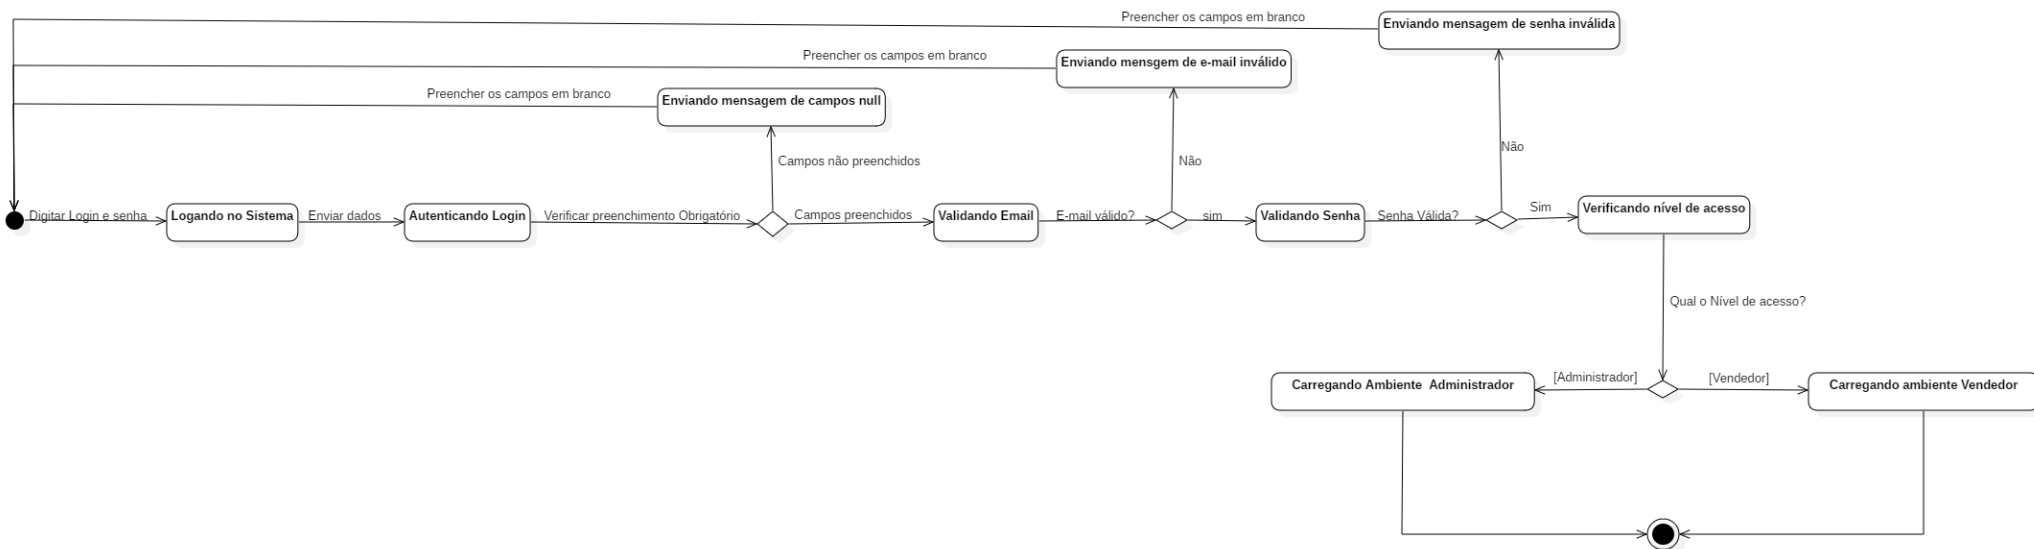 Preencher os campos em branco
Enviando mensagem de senha inválida
Preencher os campos em branco
Enviando mensgem de e-mail inválido
Preencher os campos em branco
Enviando mensagem de campos null
Não
Campos não preenchidos
Não
Digitar Login e senha
Logando no Sistema
Enviar dados
Autenticando Login
Verificar preenchimento Obrigatório
Campos preenchidos
Validando Email
E-mail válido?
sim
Validando Senha
Senha Válida?
Sim
Verificando nível de acesso
Qual o Nível de acesso?
Carregando Ambiente  Administrador
[Administrador]
[Vendedor]
Carregando ambiente Vendedor